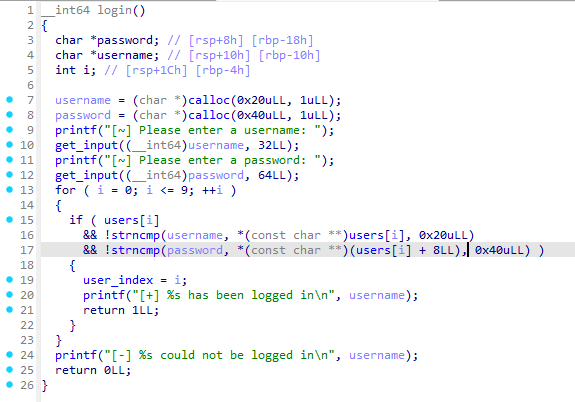 1 __int64 login()
2 {
3   char *password; // [rsp+8h] [rbp-18h]
4   char *username; // [rsp+10h] [rbp-10h]
5   int i; // [rsp+1Ch] [rbp-4h]
6
7   username = (char *)calloc(0x20uLL, 1uLL);
8   password = (char *)calloc(0x40uLL, 1uLL);
9   printf("[~] Please enter a username: ");
10   get_input((__int64)username, 32LL);
11   printf("[~] Please enter a password: ");
12   get_input((__int64)password, 64LL);
13   for ( i = 0; i <= 9; ++i )
14   {
15     if ( users[i]
16       && !strncmp(username, *(const char **)users[i], 0x20uLL)
17       && !strncmp(password, *(const char **)(users[i] + 8LL), 0x40uLL) )
18     {
19       user_index = i;
20       printf("[+] %s has been logged in\n", username);
21       return 1LL;
22     }
23   }
24   printf("[-] %s could not be logged in\n", username);
25   return 0LL;
26 }